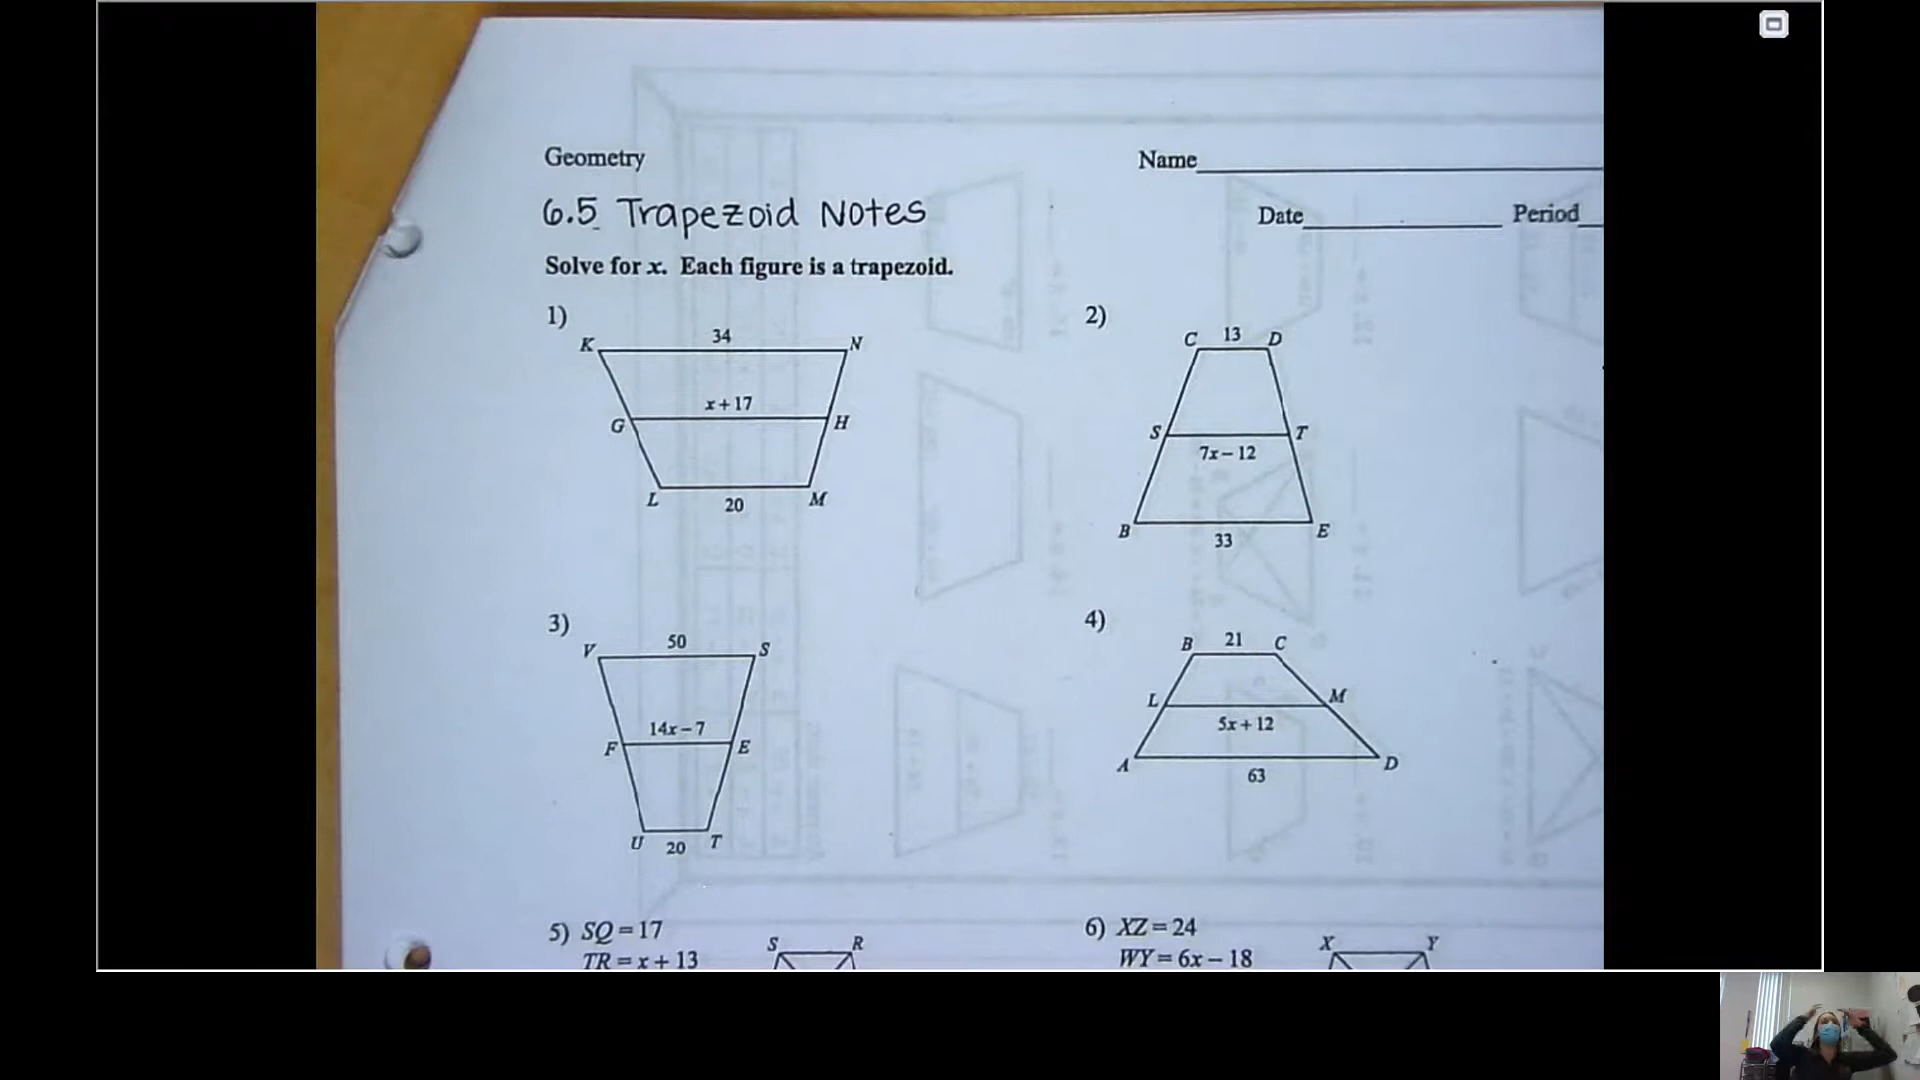 Geometry
Name
6.5 Trapezoid Notes
Date Period
Solve for x. Each figure is a trapezoid.
1)
34
K N
x + 17
G H
L M
20
2)
C 13 D
S T
7x – 12
B E
33
3)
50
V S
14x – 7
F E
U 20 T
4)
B 21 C
L M
5x + 12
A D
63
5) SQ = 17
TR = x + 13
S R
6) XZ = 24
WY = 6x – 18
X Y